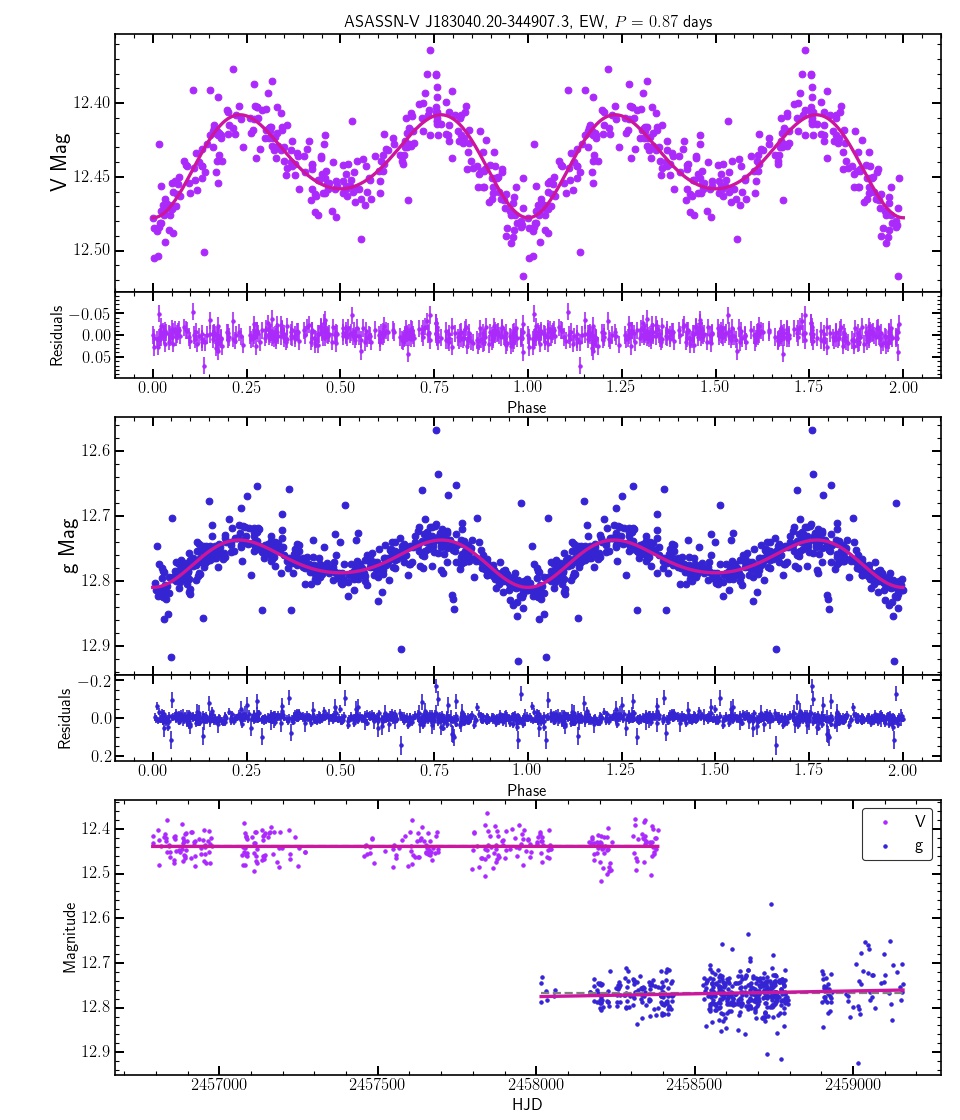 ASASSN-V J183040.20-344907.3, EW, P = 0.87 days
12.40
12.45
12.50
V Mag
−0.05
0.00
0.05
Residuals
0.00 0.25 0.50 0.75 1.00 1.25 1.50 1.75 2.00
Phase
12.6
12.7
12.8
12.9
g Mag
−0.2
0.0
0.2
Residuals
0.00 0.25 0.50 0.75 1.00 1.25 1.50 1.75 2.00
Phase
12.4
12.5
12.6
12.7
12.8
12.9
Magnitude
V
g
2457000 2457500 2458000 2458500 2459000
HJD